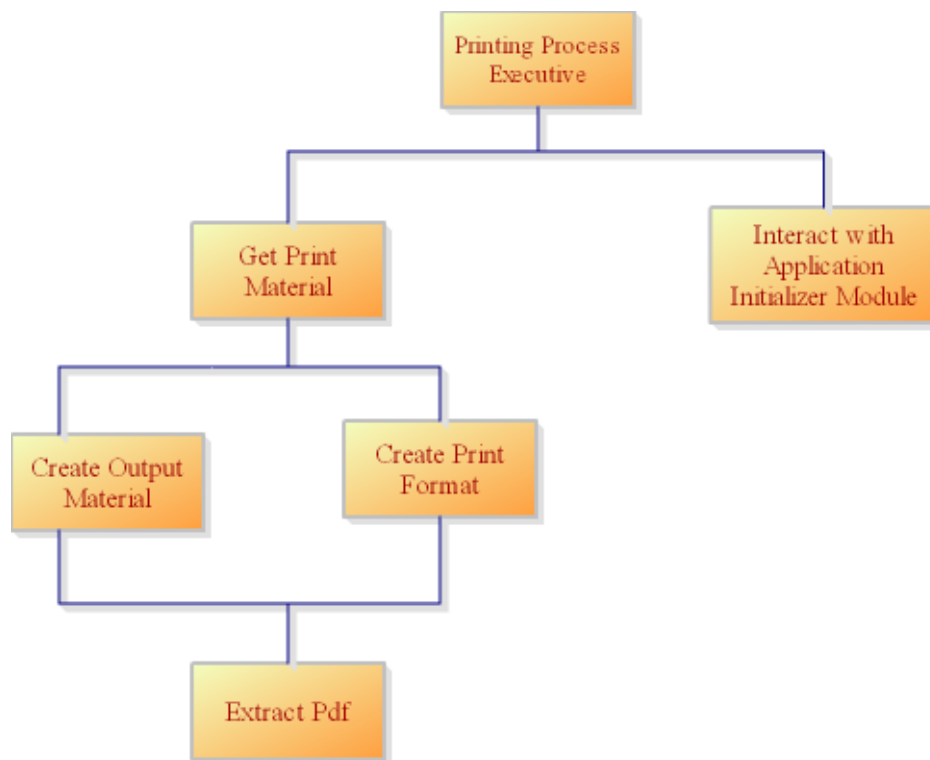 Printing Process
Executive
Get Print
Material
Interact with
Application
Initializer Module
Create Output
Material
Create Print
Format
Extract Pdf